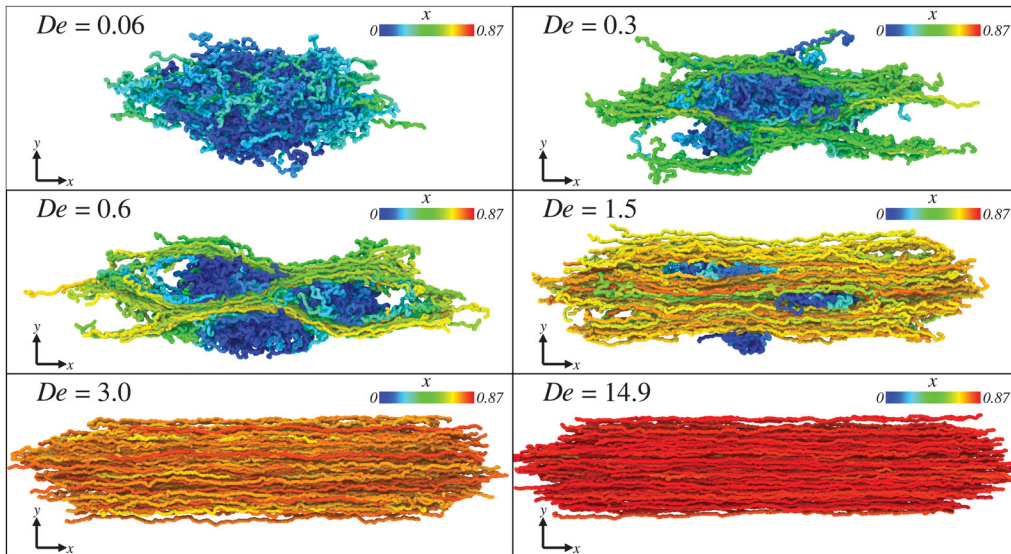 De = 0.06
x
0
0.87
y
x
De = 0.3
x
0
0.87
y
x
De = 0.6
x
0
0.87
y
x
De = 1.5
x
0
0.87
y
x
De = 3.0
x
0
0.87
y
x
De = 14.9
x
0
0.87
y
x